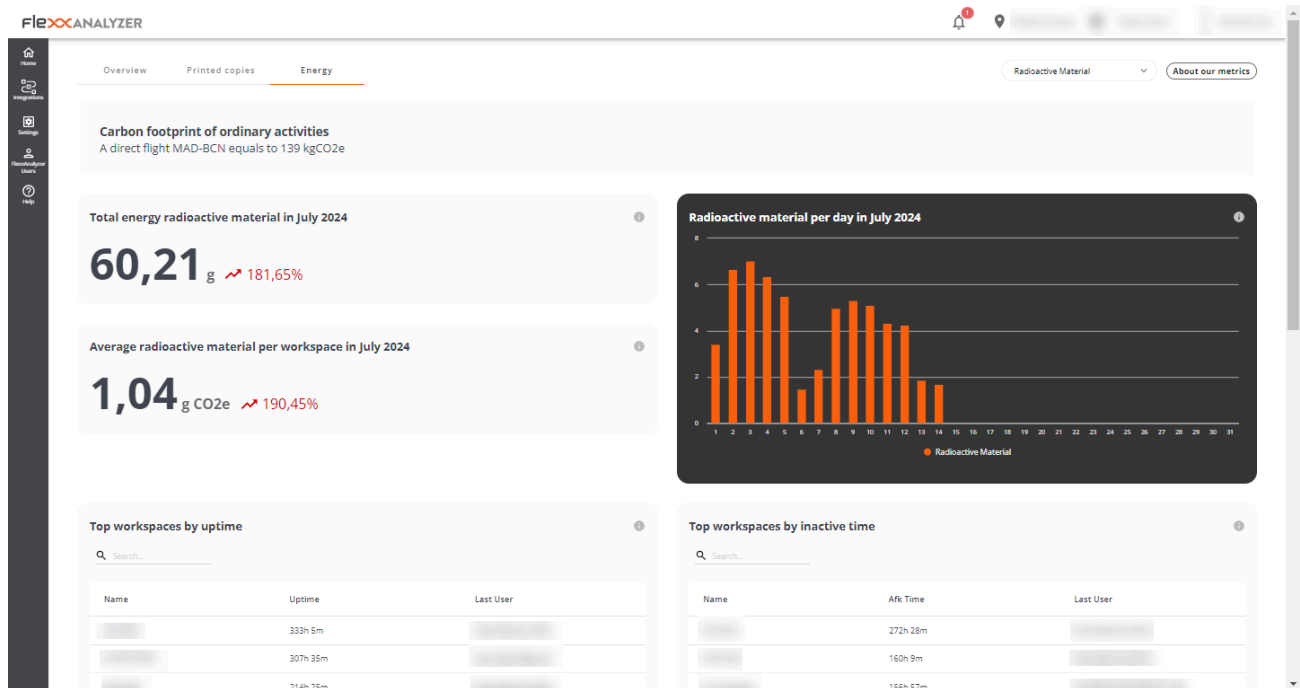 FlexxANALYZER
1
Home
Integrations
Settings
FlexxAnalyzer
Users
Help
Overview Printed copies Energy
Radioactive Material
About our metrics
Carbon footprint of ordinary activities
A direct flight MAD-BCN equals to 139 kgCO2e
Total energy radioactive material in July 2024
60,21 g 181,65%
Average radioactive material per workspace in July 2024
1,04 g CO2e 190,45%
Radioactive material per day in July 2024
8
6
4
2
0
1 2 3 4 5 6 7 8 9 10 11 12 13 14 15 16 17 18 19 20 21 22 23 24 25 26 27 28 29 30 31
Radioactive Material
Top workspaces by uptime
Search...
Name Uptime Last User
333h 5m
307h 35m
214h 25m
Top workspaces by inactive time
Search...
Name Afk Time Last User
272h 28m
160h 9m
156h 57m